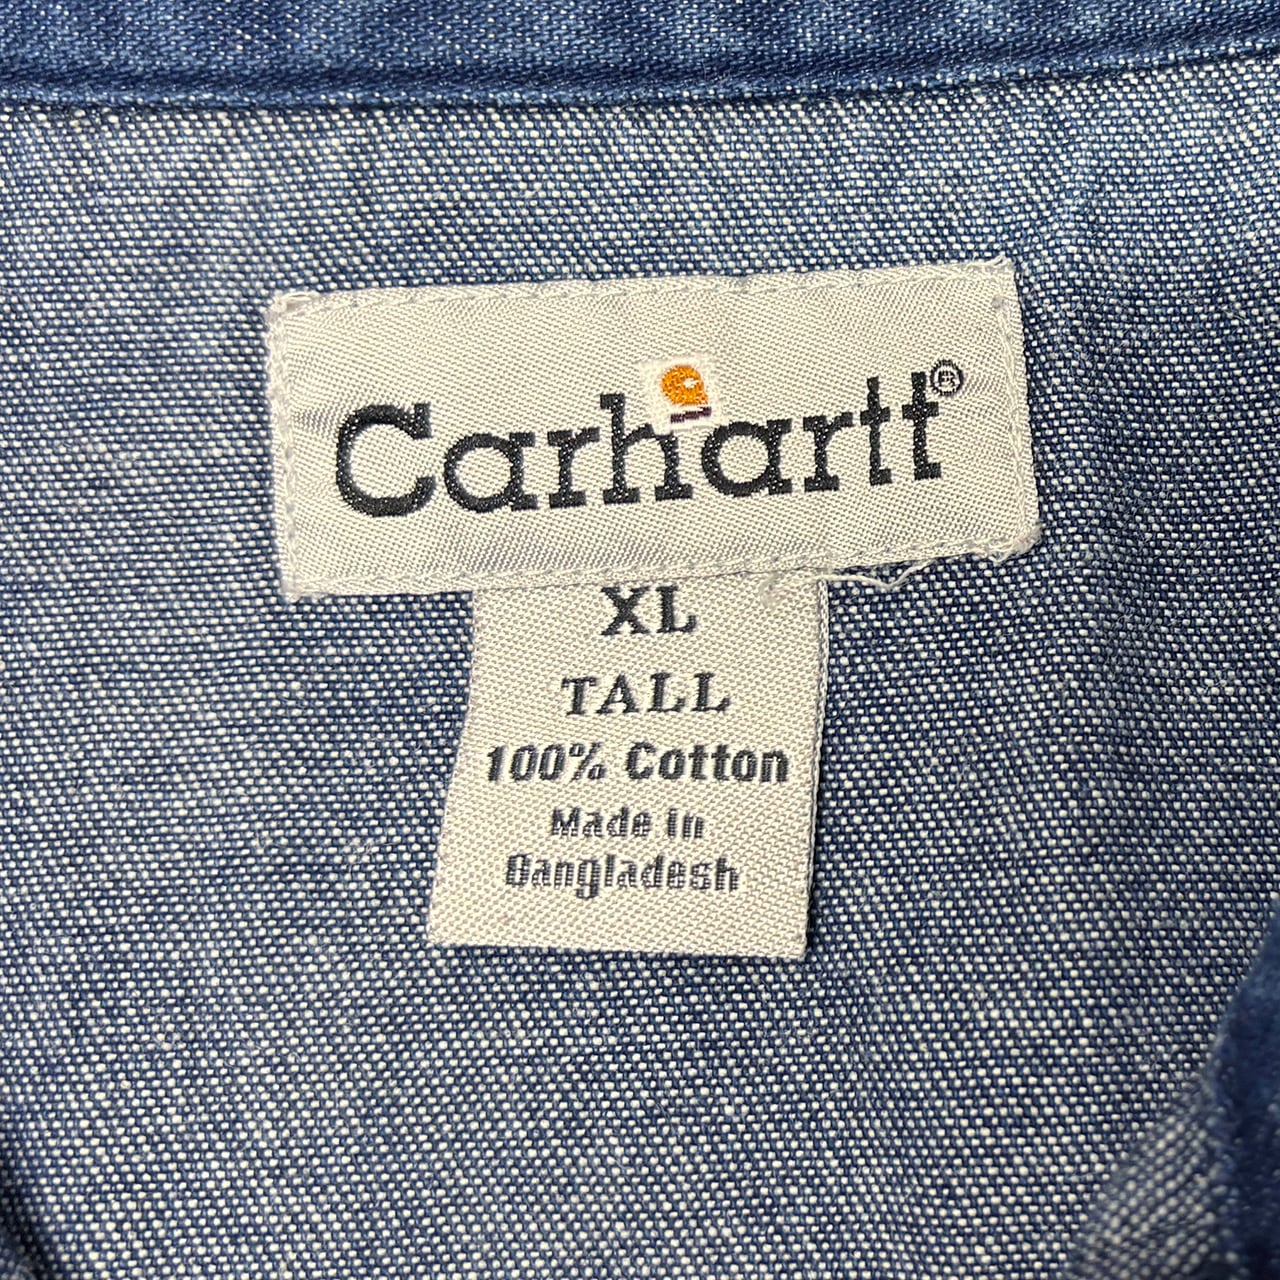 Carhartt®
XL
TALL
100% Cotton
Made in
Bangladesh